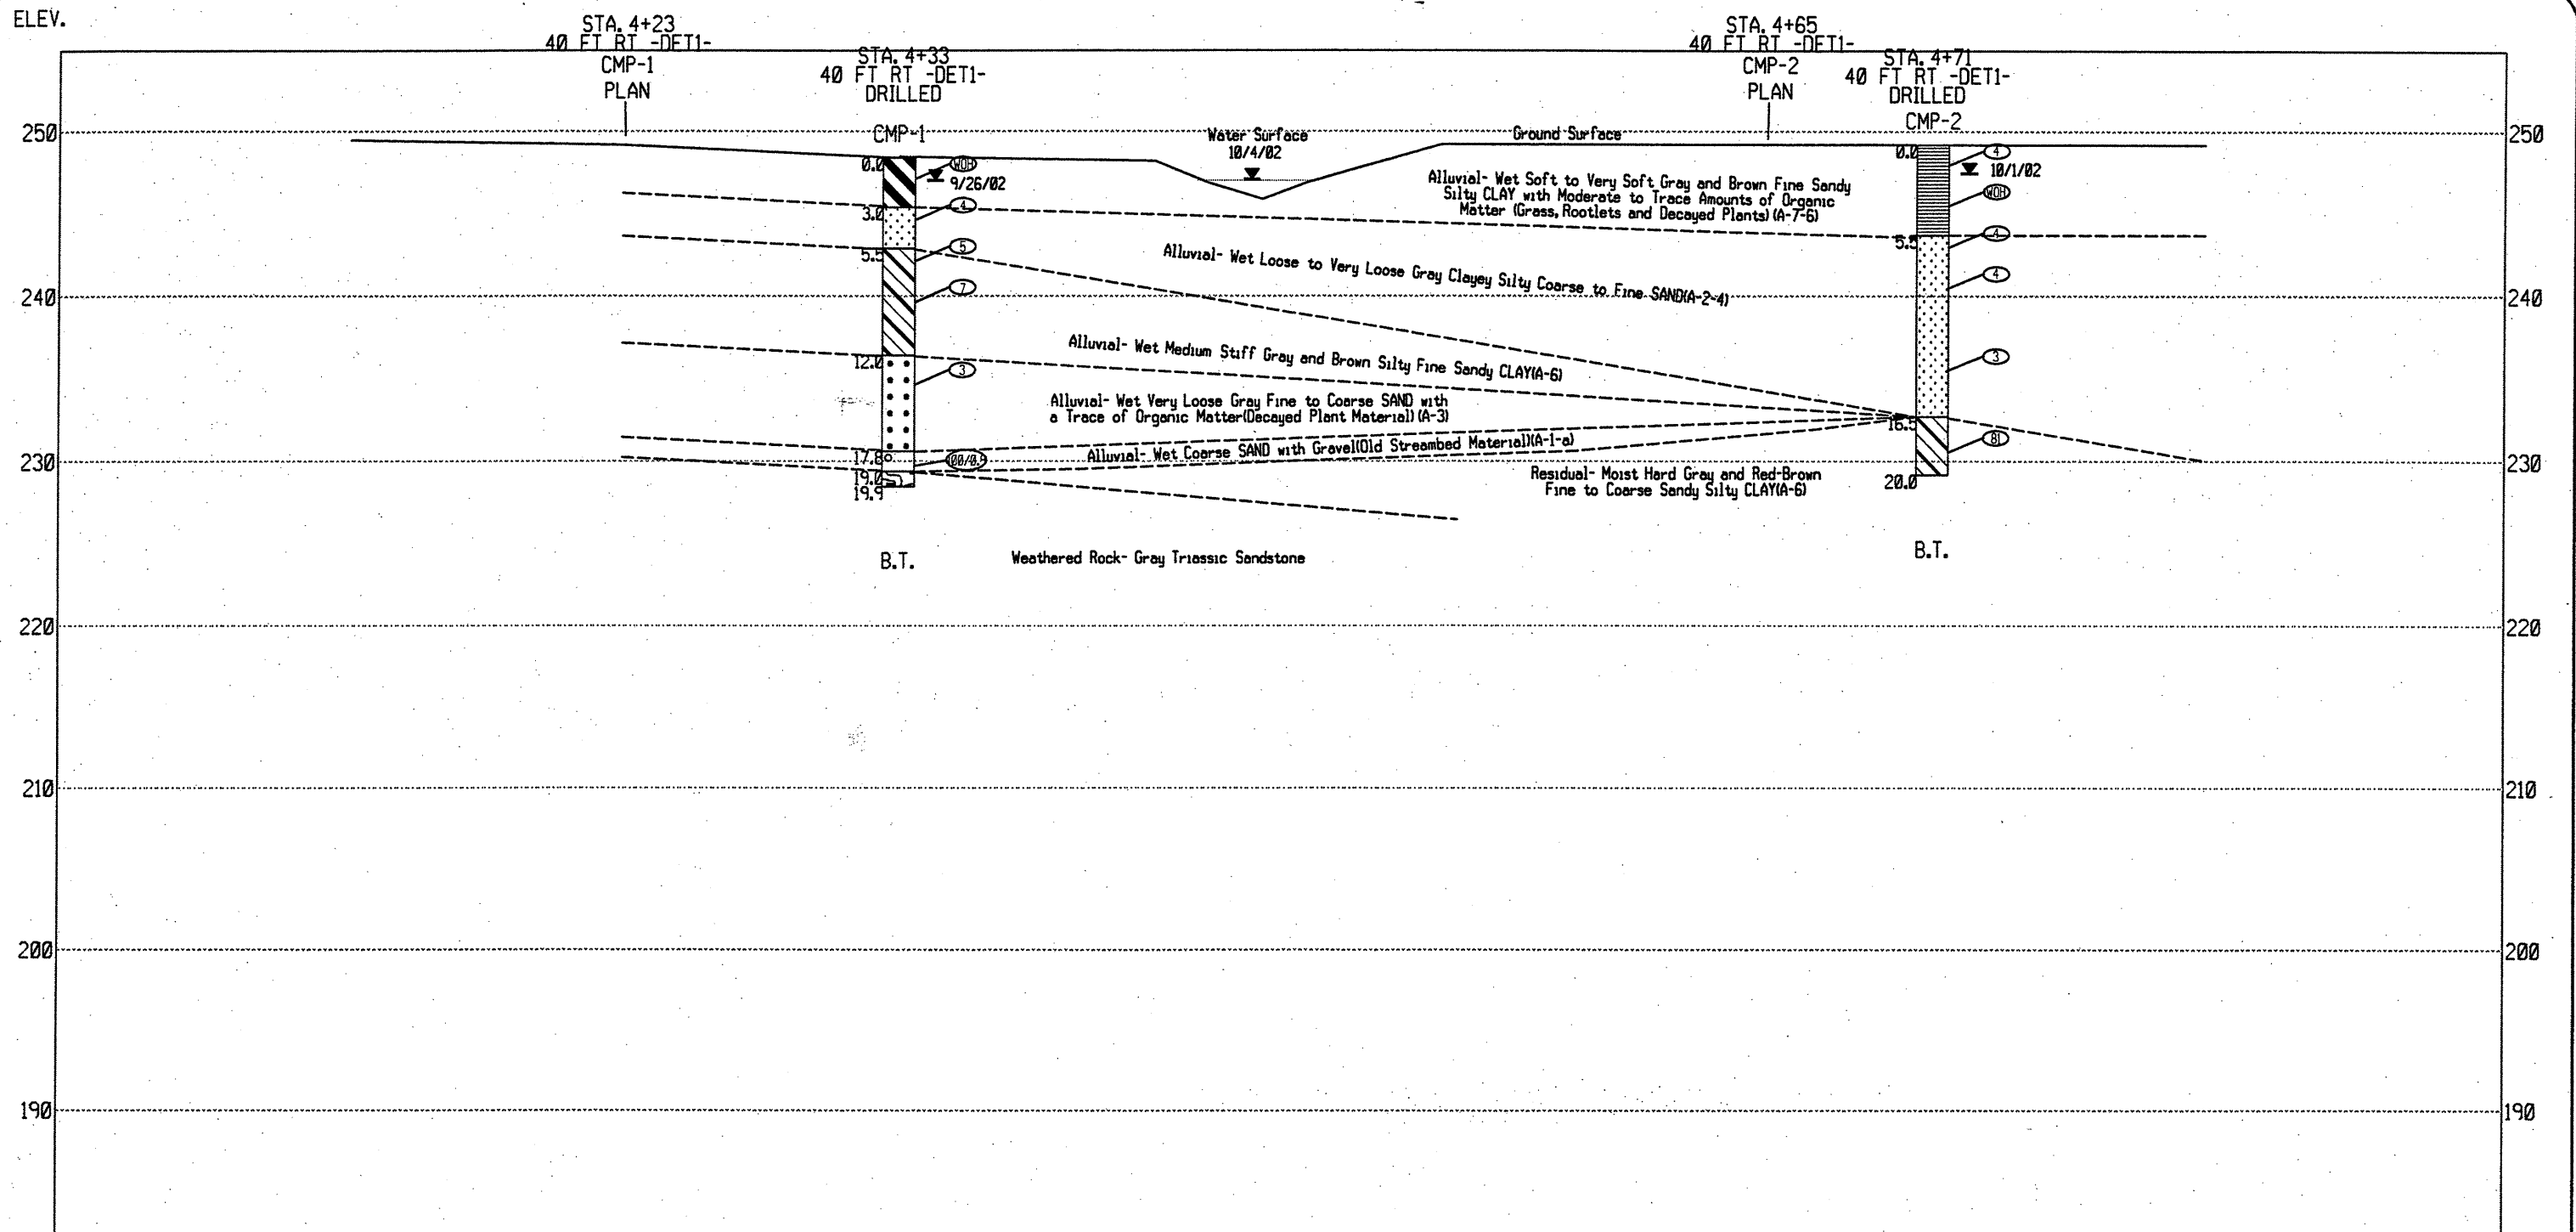 ELEV.
STA. 4+23
40 FT RT -DET1-
CMP-1
PLAN
STA. 4+33
40 FT RT -DET1-
DRILLED
CMP-1
STA. 4+65
40 FT RT -DET1-
CMP-2
PLAN
STA. 4+71
40 FT RT -DET1-
DRILLED
CMP-2
250
Water Surface
10/4/02
Ground Surface
250
0.0
WOH
9/26/02
3.0
4
5.5
5
7
12.0
3
17.8
19.0
19.9
B.T.
Alluvial- Wet Soft to Very Soft Gray and Brown Fine Sandy
Silty CLAY with Moderate to Trace Amounts of Organic
Matter (Grass, Rootlets and Decayed Plants) (A-7-6)
Alluvial- Wet Loose to Very Loose Gray Clayey Silty Coarse to Fine SAND(A-2-4)
Alluvial- Wet Medium Stiff Gray and Brown Silty Fine Sandy CLAY(A-6)
Alluvial- Wet Very Loose Gray Fine to Coarse SAND with
a Trace of Organic Matter(Decayed Plant Material) (A-3)
Alluvial- Wet Coarse SAND with Gravel(Old Streambed Material)(A-1-a)
Residual- Moist Hard Gray and Red-Brown
Fine to Coarse Sandy Silty CLAY(A-6)
Weathered Rock- Gray Triassic Sandstone
0.0
4
10/1/02
WOH
5.5
4
4
3
16.5
81
20.0
B.T.
240
240
230
230
220
220
210
210
200
200
190
190